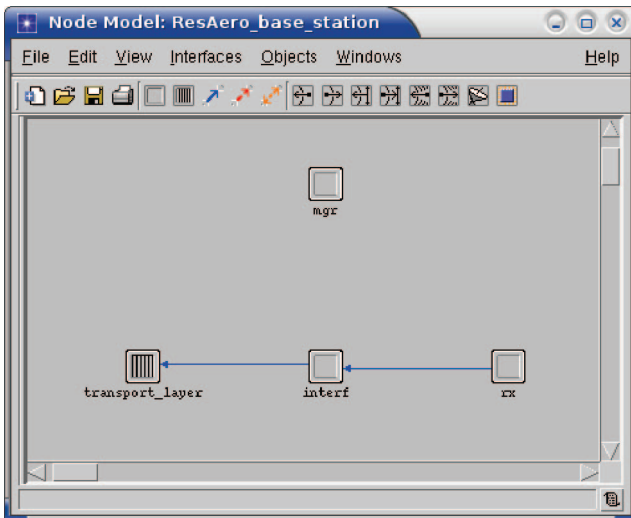 Node Model: ResAero_base_station
File Edit View Interfaces Objects Windows Help
mgr
transport_layer interf rx